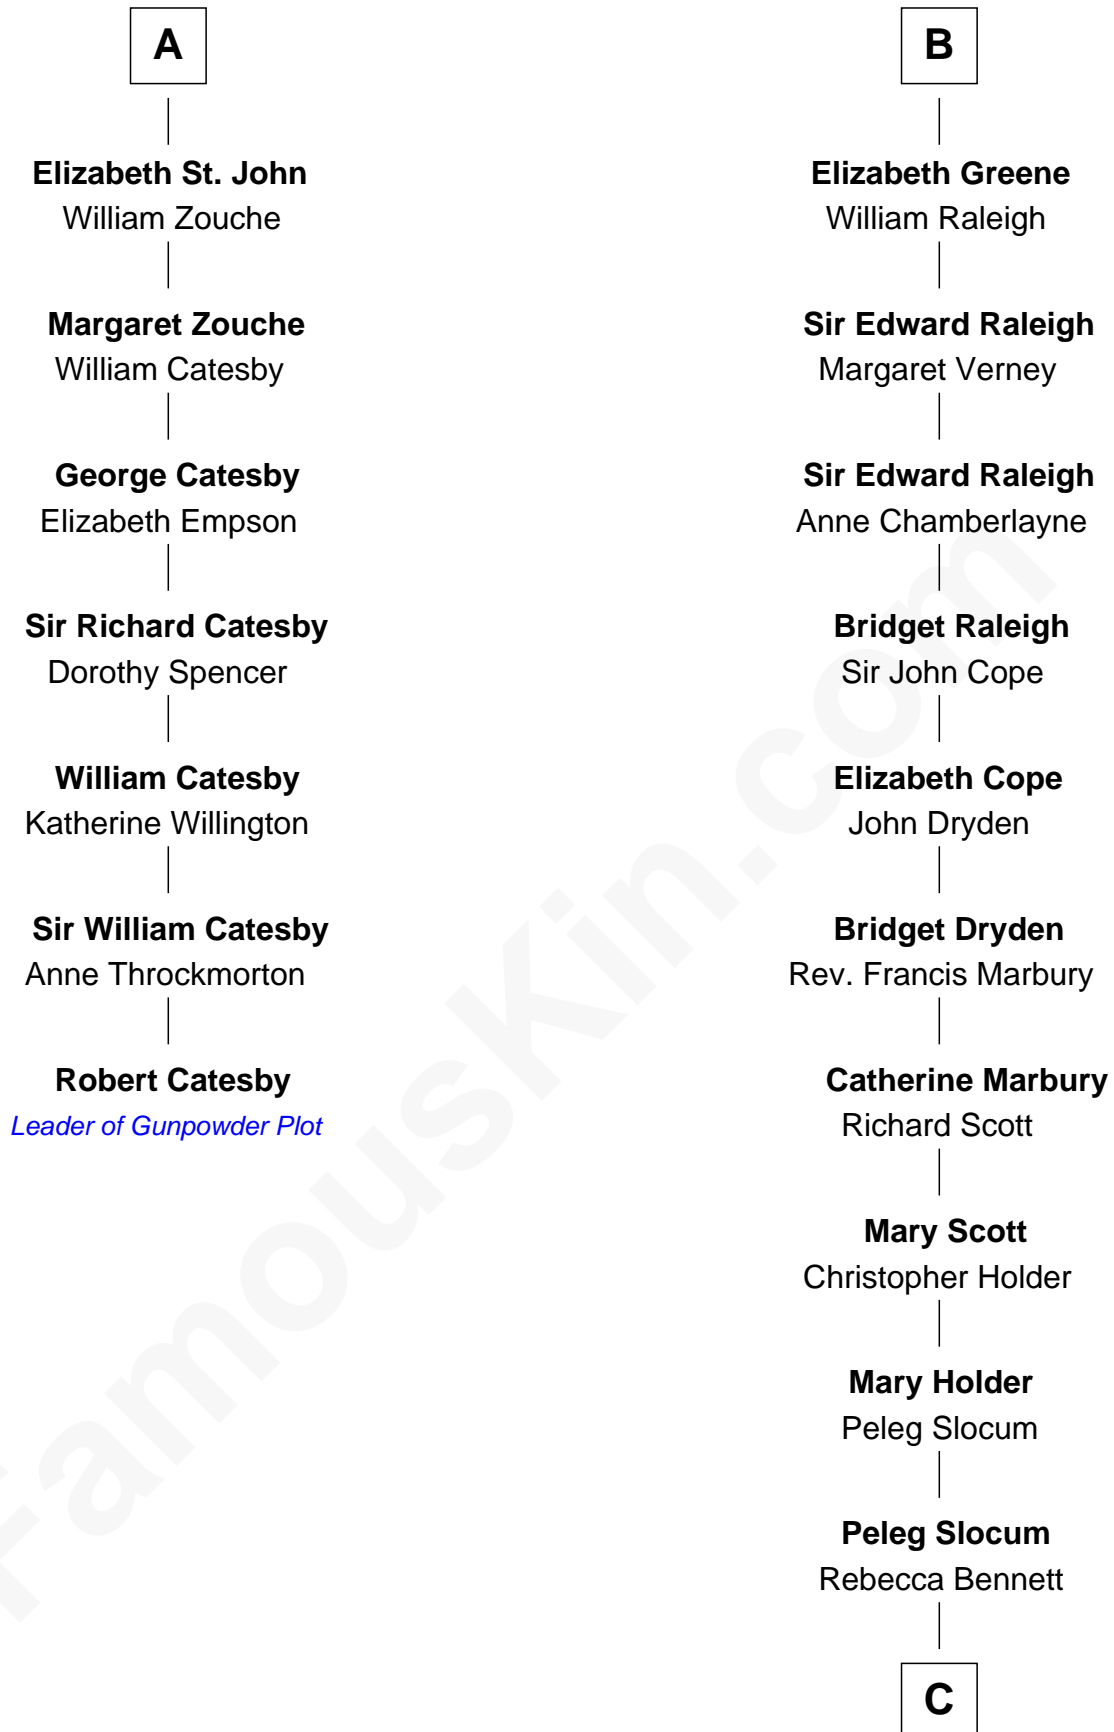 A
Elizabeth St. John
William Zouche
Margaret Zouche
William Catesby
George Catesby
Elizabeth Empson
Sir Richard Catesby
Dorothy Spencer
William Catesby
Katherine Willington
Sir William Catesby
Anne Throckmorton
Robert Catesby
Leader of Gunpowder Plot
B
Elizabeth Greene
William Raleigh
Sir Edward Raleigh
Margaret Verney
Sir Edward Raleigh
Anne Chamberlayne
Bridget Raleigh
Sir John Cope
Elizabeth Cope
John Dryden
Bridget Dryden
Rev. Francis Marbury
Catherine Marbury
Richard Scott
Mary Scott
Christopher Holder
Mary Holder
Peleg Slocum
Peleg Slocum
Rebecca Bennett
C
FamousKin.com